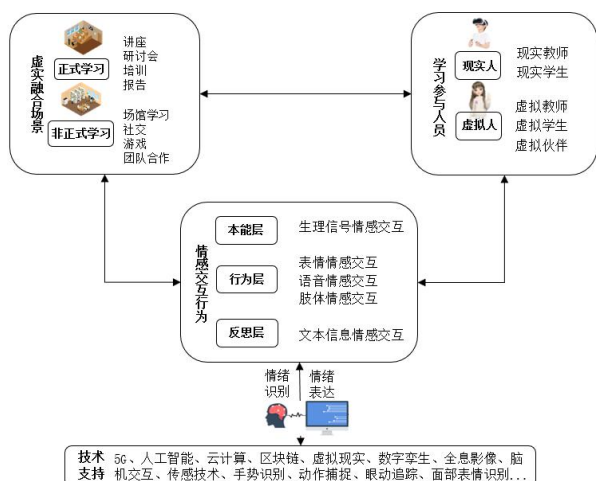 虚实融合场景
正式学习
讲座
研讨会
培训
报告
非正式学习
场馆学习
社交
游戏
团队合作
学习参与人员
现实人
现实教师
现实学生
虚拟人
虚拟教师
虚拟学生
虚拟伙伴
情感交互行为
本能层
生理信号情感交互
行为层
表情情感交互
语音情感交互
肢体情感交互
反思层
文本信息情感交互
情绪
识别
情绪
表达
技术
支持
5G、人工智能、云计算、区块链、虚拟现实、数字孪生、全息影像、脑
机交互、传感技术、手势识别、动作捕捉、眼动追踪、面部表情识别...